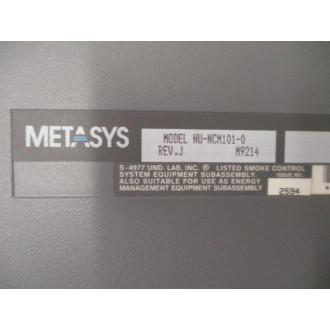 METASYS
MODEL NU-NCM101-0
REV.J M9214
S-4977 UND. LAB. INC.® LISTED SMOKE CONTROL
SYSTEM EQUIPMENT SUBASSEMBLY.
ALSO SUITABLE FOR USE AS ENERGY
MANAGEMENT EQUIPMENT SUBASSEMBLY.
ISSUE NO.
2594